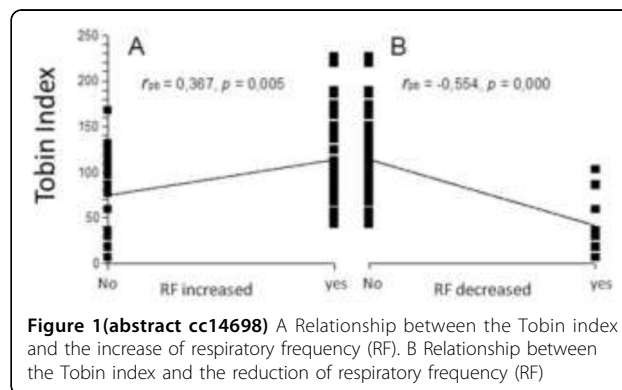 250
A
B
200
r_pb = 0,367, p = 0.005
r_pb = -0,554, p = 0,000
Tobin Index
150
100
50
0
No
RF increased
yes
No
RF decreased
yes
Figure 1(abstract cc14698) A Relationship between the Tobin index
and the increase of respiratory frequency (RF). B Relationship between
the Tobin index and the reduction of respiratory frequency (RF)